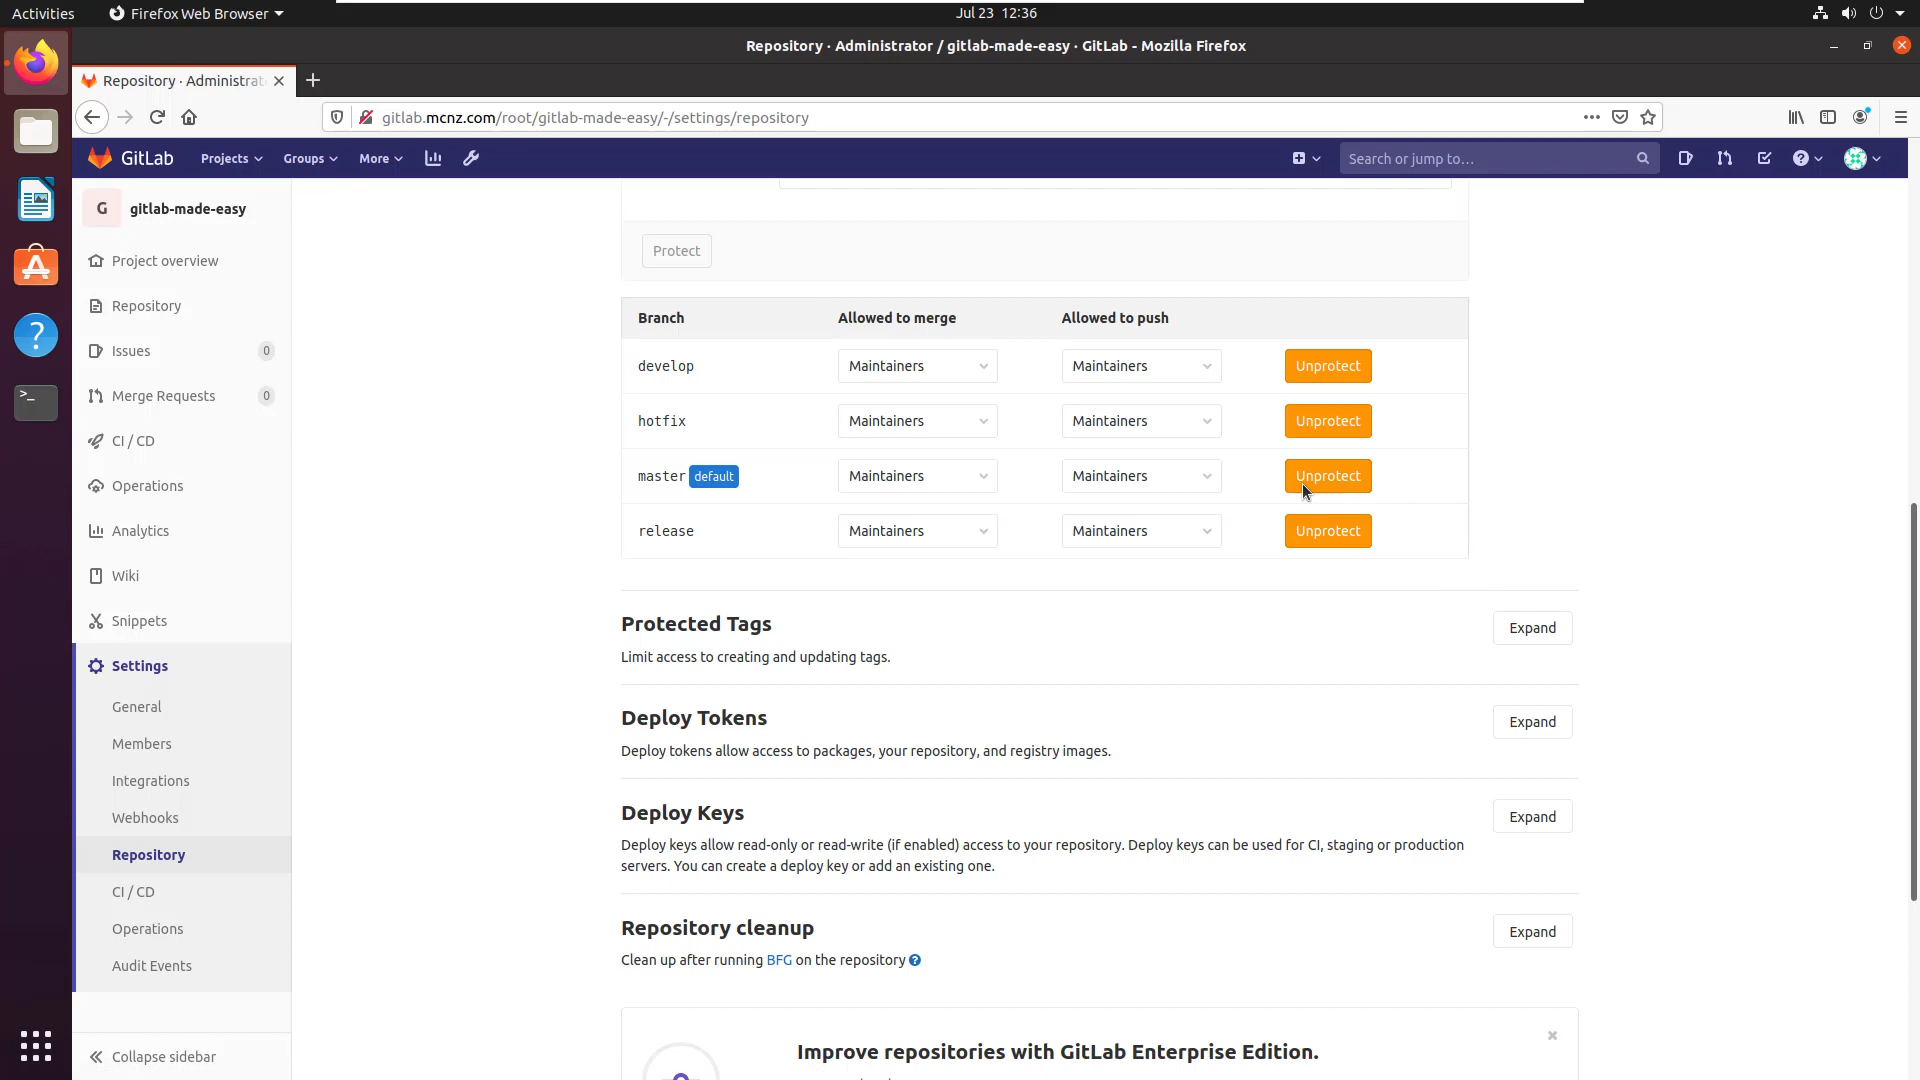 Activities
Firefox Web Browser
Jul 23 12:36
Repository · Administrator / gitlab-made-easy · GitLab - Mozilla Firefox
Repository · Administrat
gitlab.mcnz.com/root/gitlab-made-easy/-/settings/repository
GitLab
Projects
Groups
More
Search or jump to…
G
gitlab-made-easy
Project overview
Repository
Issues 0
Merge Requests 0
CI / CD
Operations
Analytics
Wiki
Snippets
Settings
General
Members
Integrations
Webhooks
Repository
CI / CD
Operations
Audit Events
Collapse sidebar
Protect
Branch Allowed to merge Allowed to push
develop Maintainers Maintainers Unprotect
hotfix Maintainers Maintainers Unprotect
master default Maintainers Maintainers Unprotect
release Maintainers Maintainers Unprotect
Protected Tags
Expand
Limit access to creating and updating tags.
Deploy Tokens
Expand
Deploy tokens allow access to packages, your repository, and registry images.
Deploy Keys
Expand
Deploy keys allow read-only or read-write (if enabled) access to your repository. Deploy keys can be used for CI, staging or production
servers. You can create a deploy key or add an existing one.
Repository cleanup
Expand
Clean up after running BFG on the repository
Improve repositories with GitLab Enterprise Edition.